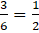 3/6 = 1/2